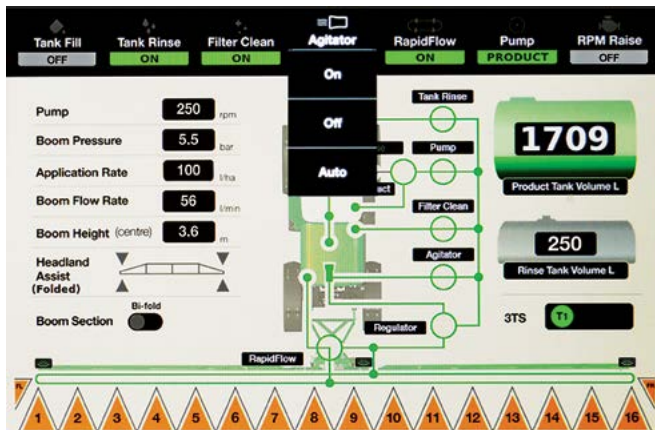 Tank Fill
OFF
Tank Rinse
ON
Filter Clean
ON
Agitator
On
Off
Auto
RapidFlow
ON
Pump
PRODUCT
RPM Raise
OFF
Pump 250 rpm
Boom Pressure 5.5 bar
Application Rate 100 l/ha
Boom Flow Rate 56 l/min
Boom Height (centre) 3.6 m
Headland
Assist
(Folded)
Bi-fold
Boom Section
Tank Rinse
Pump
Filter Clean
Agitator
Regulator
RapidFlow
1709
Product Tank Volume L
250
Rinse Tank Volume L
3TS T1
1 2 3 4 5 6 7 8 9 10 11 12 13 14 15 16